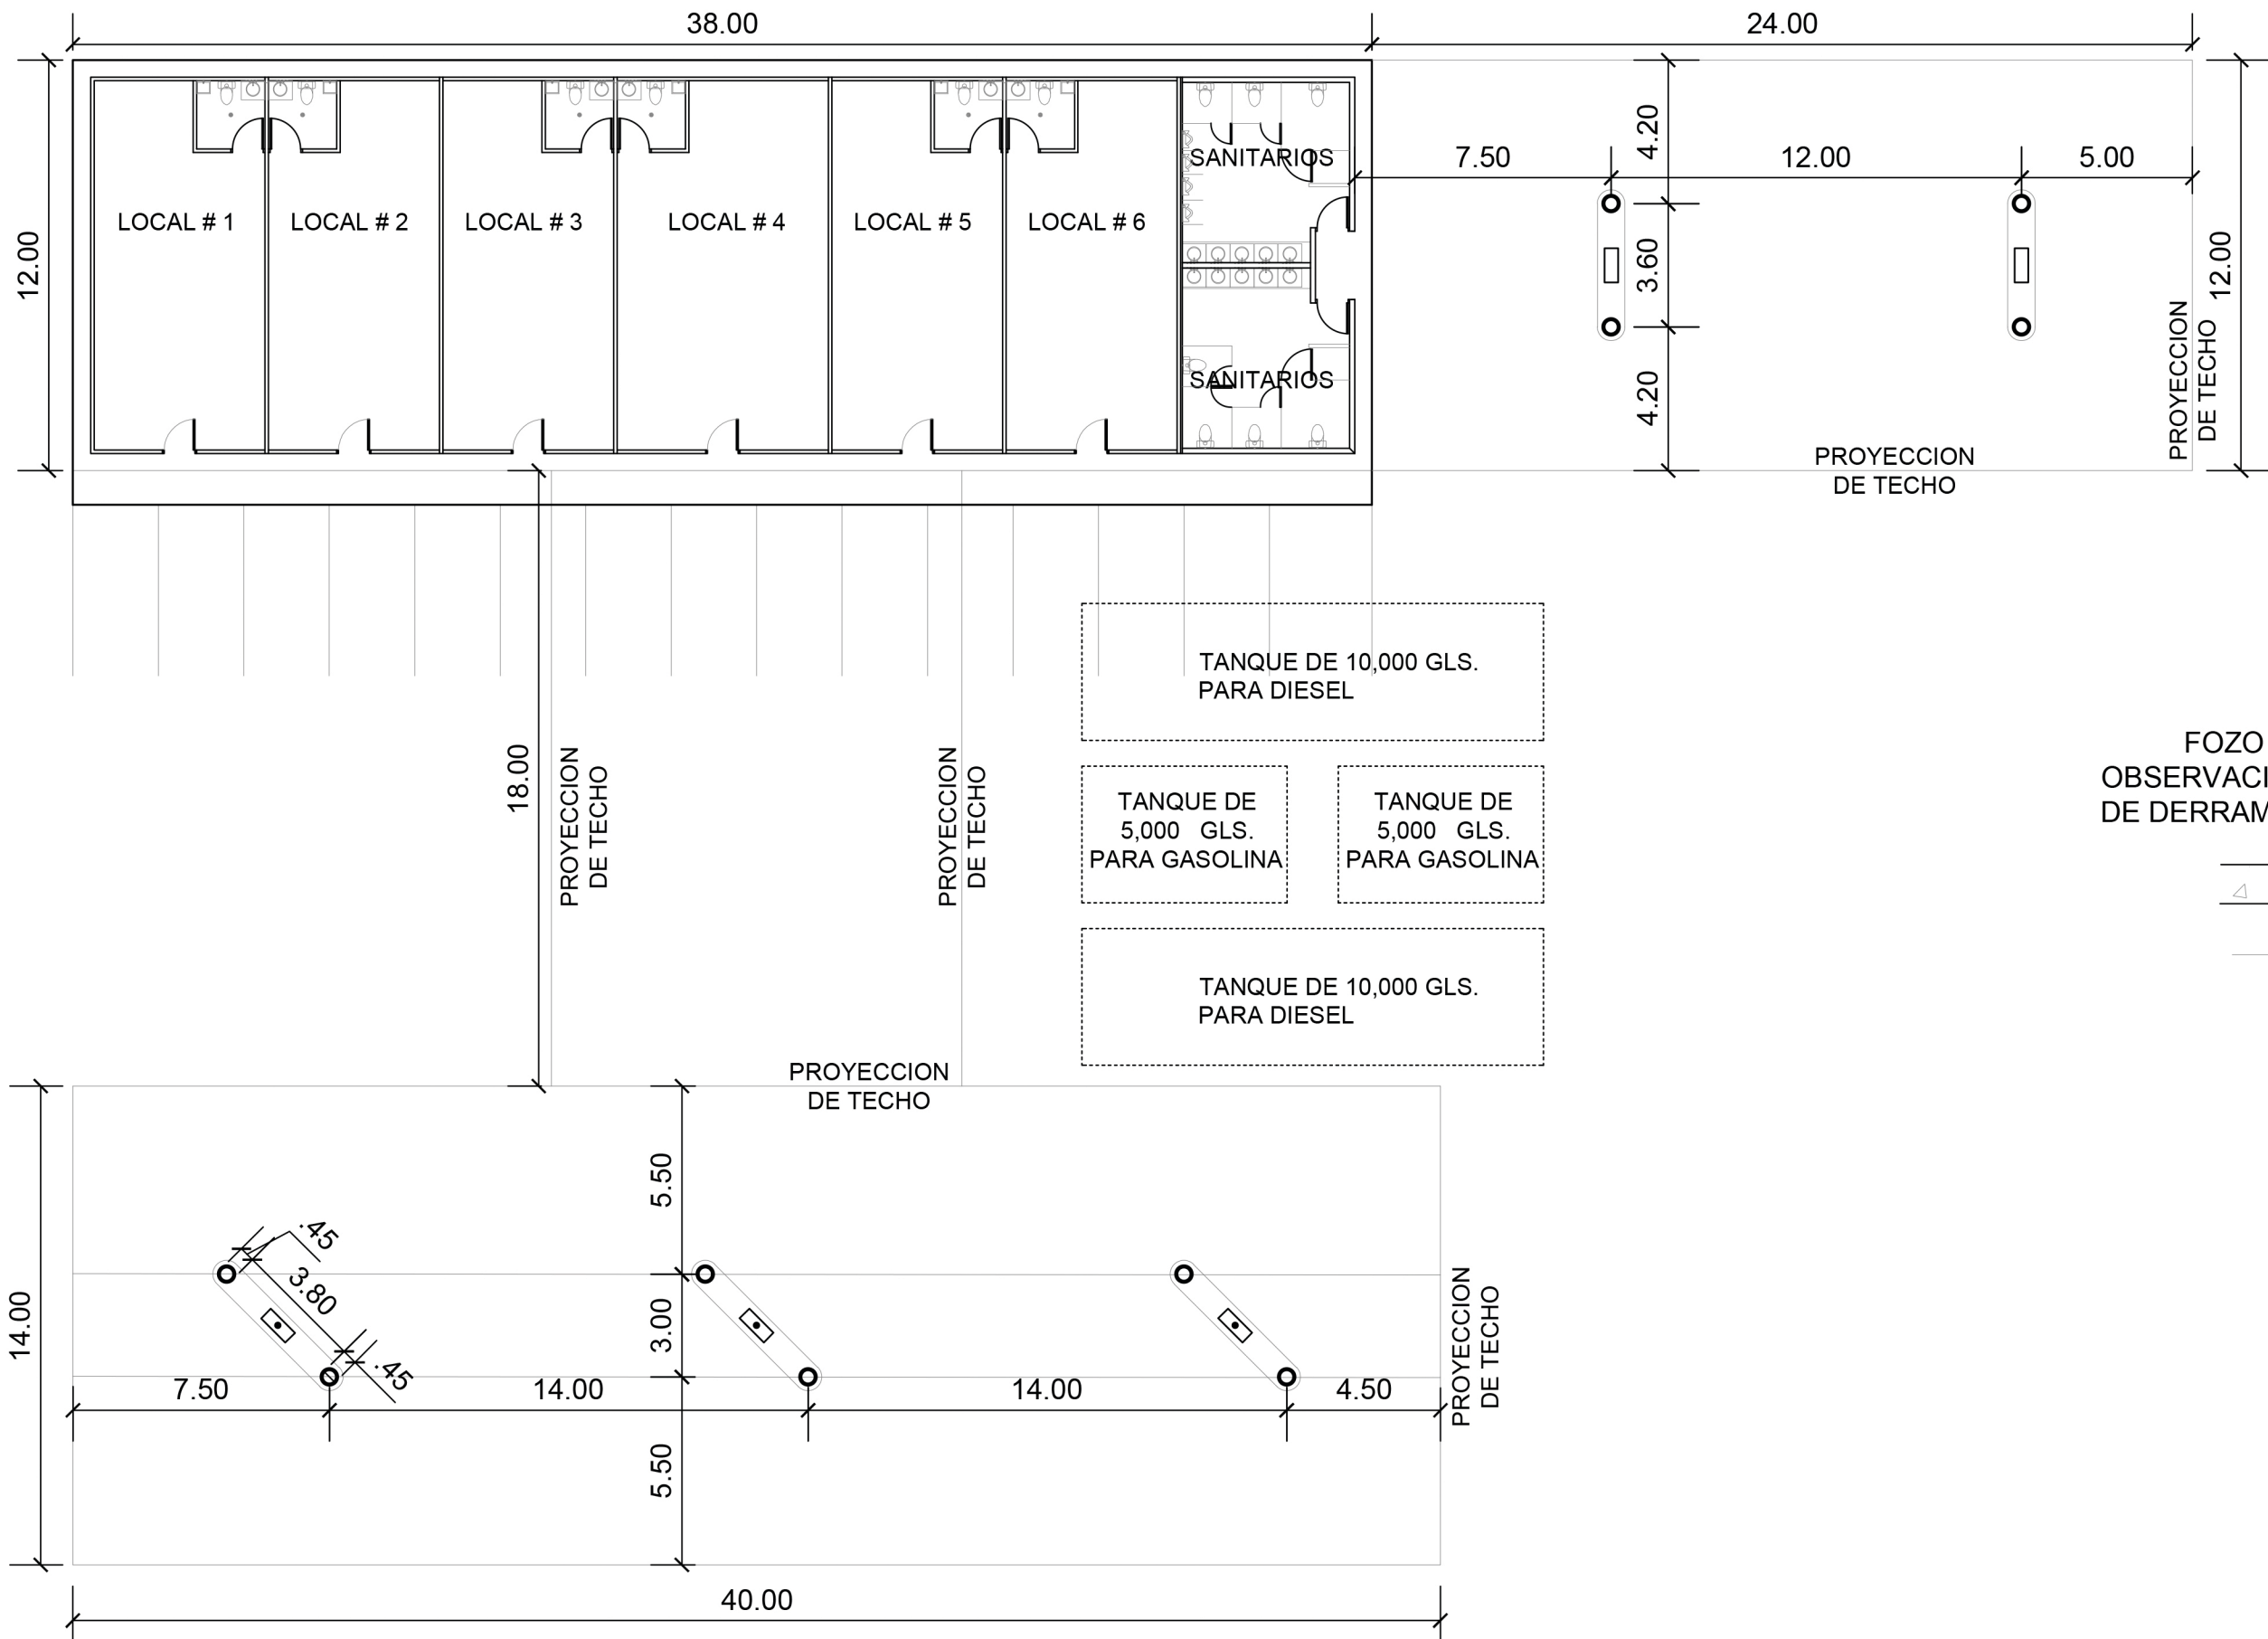 38.00
24.00
4.20
7.50
12.00
5.00
SANITARIOS
LOCAL # 1
LOCAL # 2
LOCAL # 3
LOCAL # 4
LOCAL # 5
LOCAL # 6
12.00
3.60
12.00
SANITARIOS
4.20
PROYECCION
DE TECHO
PROYECCION
DE TECHO
TANQUE DE 10,000 GLS.
PARA DIESEL
18.00
PROYECCION
DE TECHO
PROYECCION
DE TECHO
FOZO
OBSERVACI
DE DERRAM
TANQUE DE
5,000 GLS.
PARA GASOLINA
TANQUE DE
5,000 GLS.
PARA GASOLINA
TANQUE DE 10,000 GLS.
PARA DIESEL
PROYECCION
DE TECHO
5.50
.45
3.80
.45
14.00
3.00
PROYECCION
DE TECHO
7.50
14.00
14.00
4.50
5.50
40.00